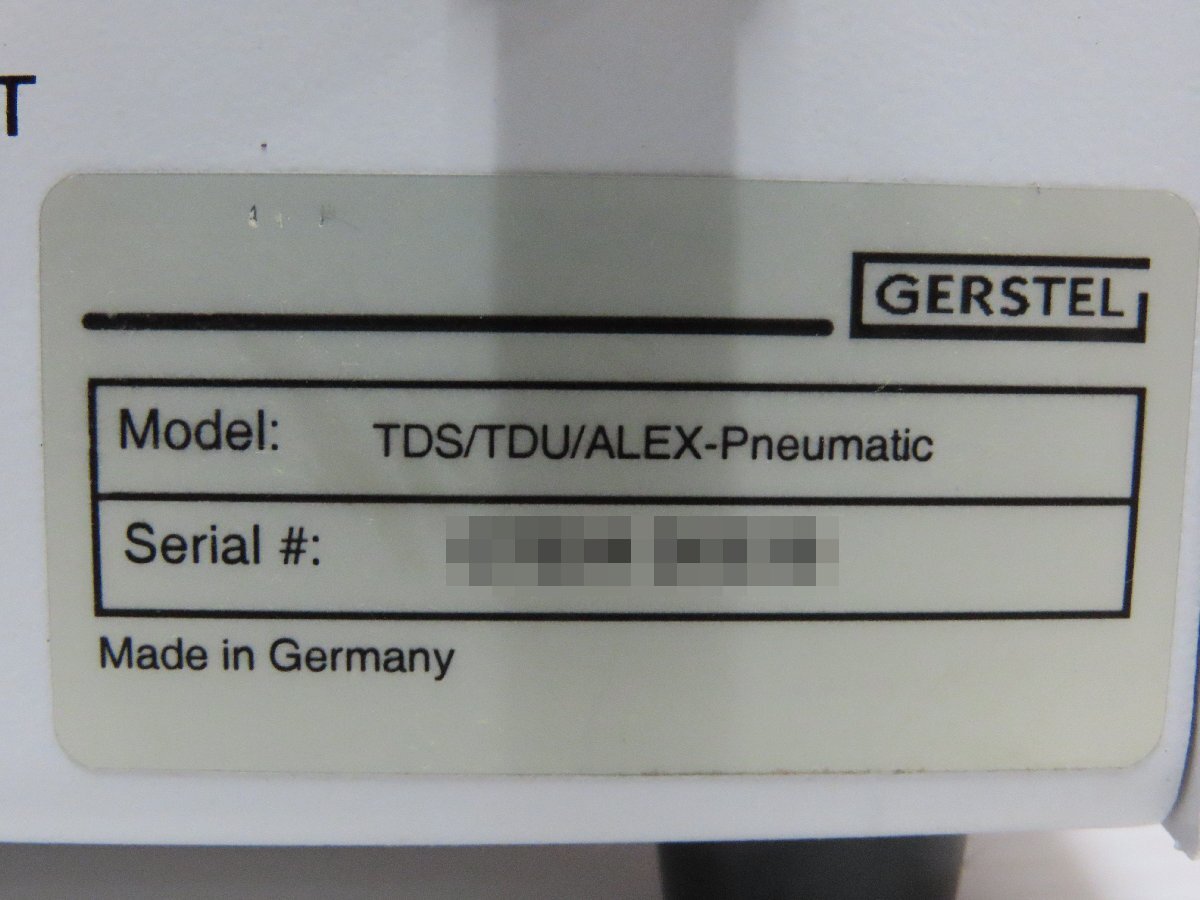 T
GERSTEL
Model: TDS/TDU/ALEX-Pneumatic
Serial #:
Made in Germany